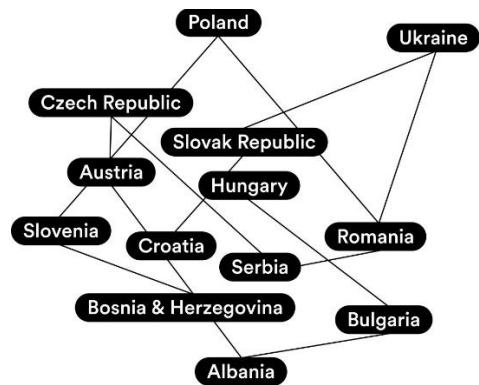 Poland
Ukraine
Czech Republic
Slovak Republic
Austria
Hungary
Slovenia
Croatia
Romania
Serbia
Bosnia & Herzegovina
Bulgaria
Albania